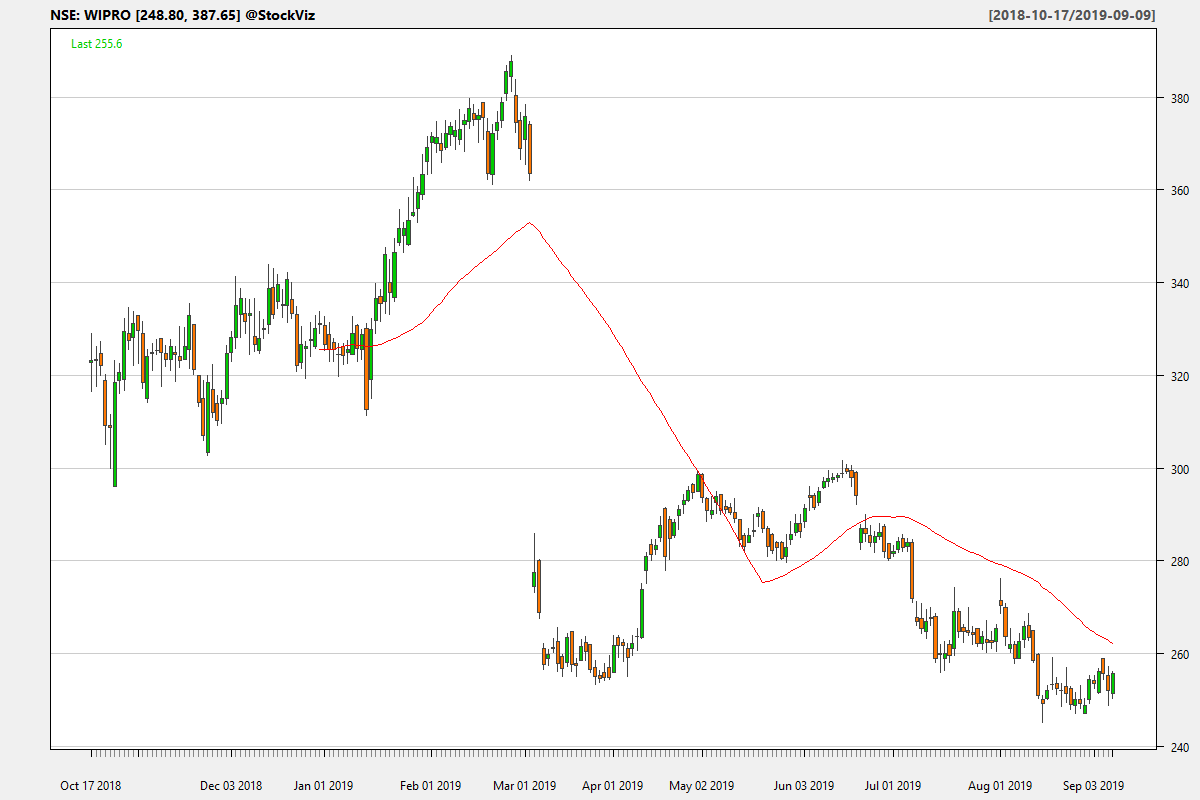 NSE: WIPRO [248.80, 387.65] @StockViz
[2018-10-17/2019-09-09]
Last 255.6
380
360
340
320
300
280
260
240
Oct 17 2018
Dec 03 2018
Jan 01 2019
Feb 01 2019
Mar 01 2019
Apr 01 2019
May 02 2019
Jun 03 2019
Jul 01 2019
Aug 01 2019
Sep 03 2019